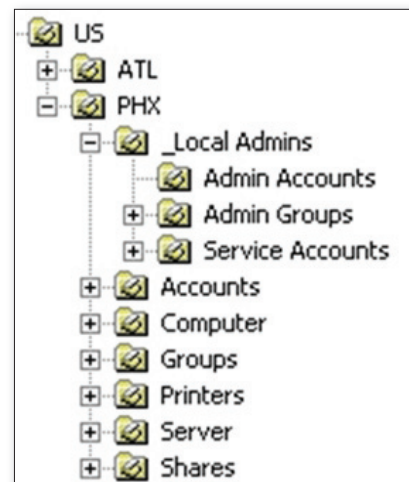 US
ATL
PHX
_Local Admins
Admin Accounts
Admin Groups
Service Accounts
Accounts
Computer
Groups
Printers
Server
Shares